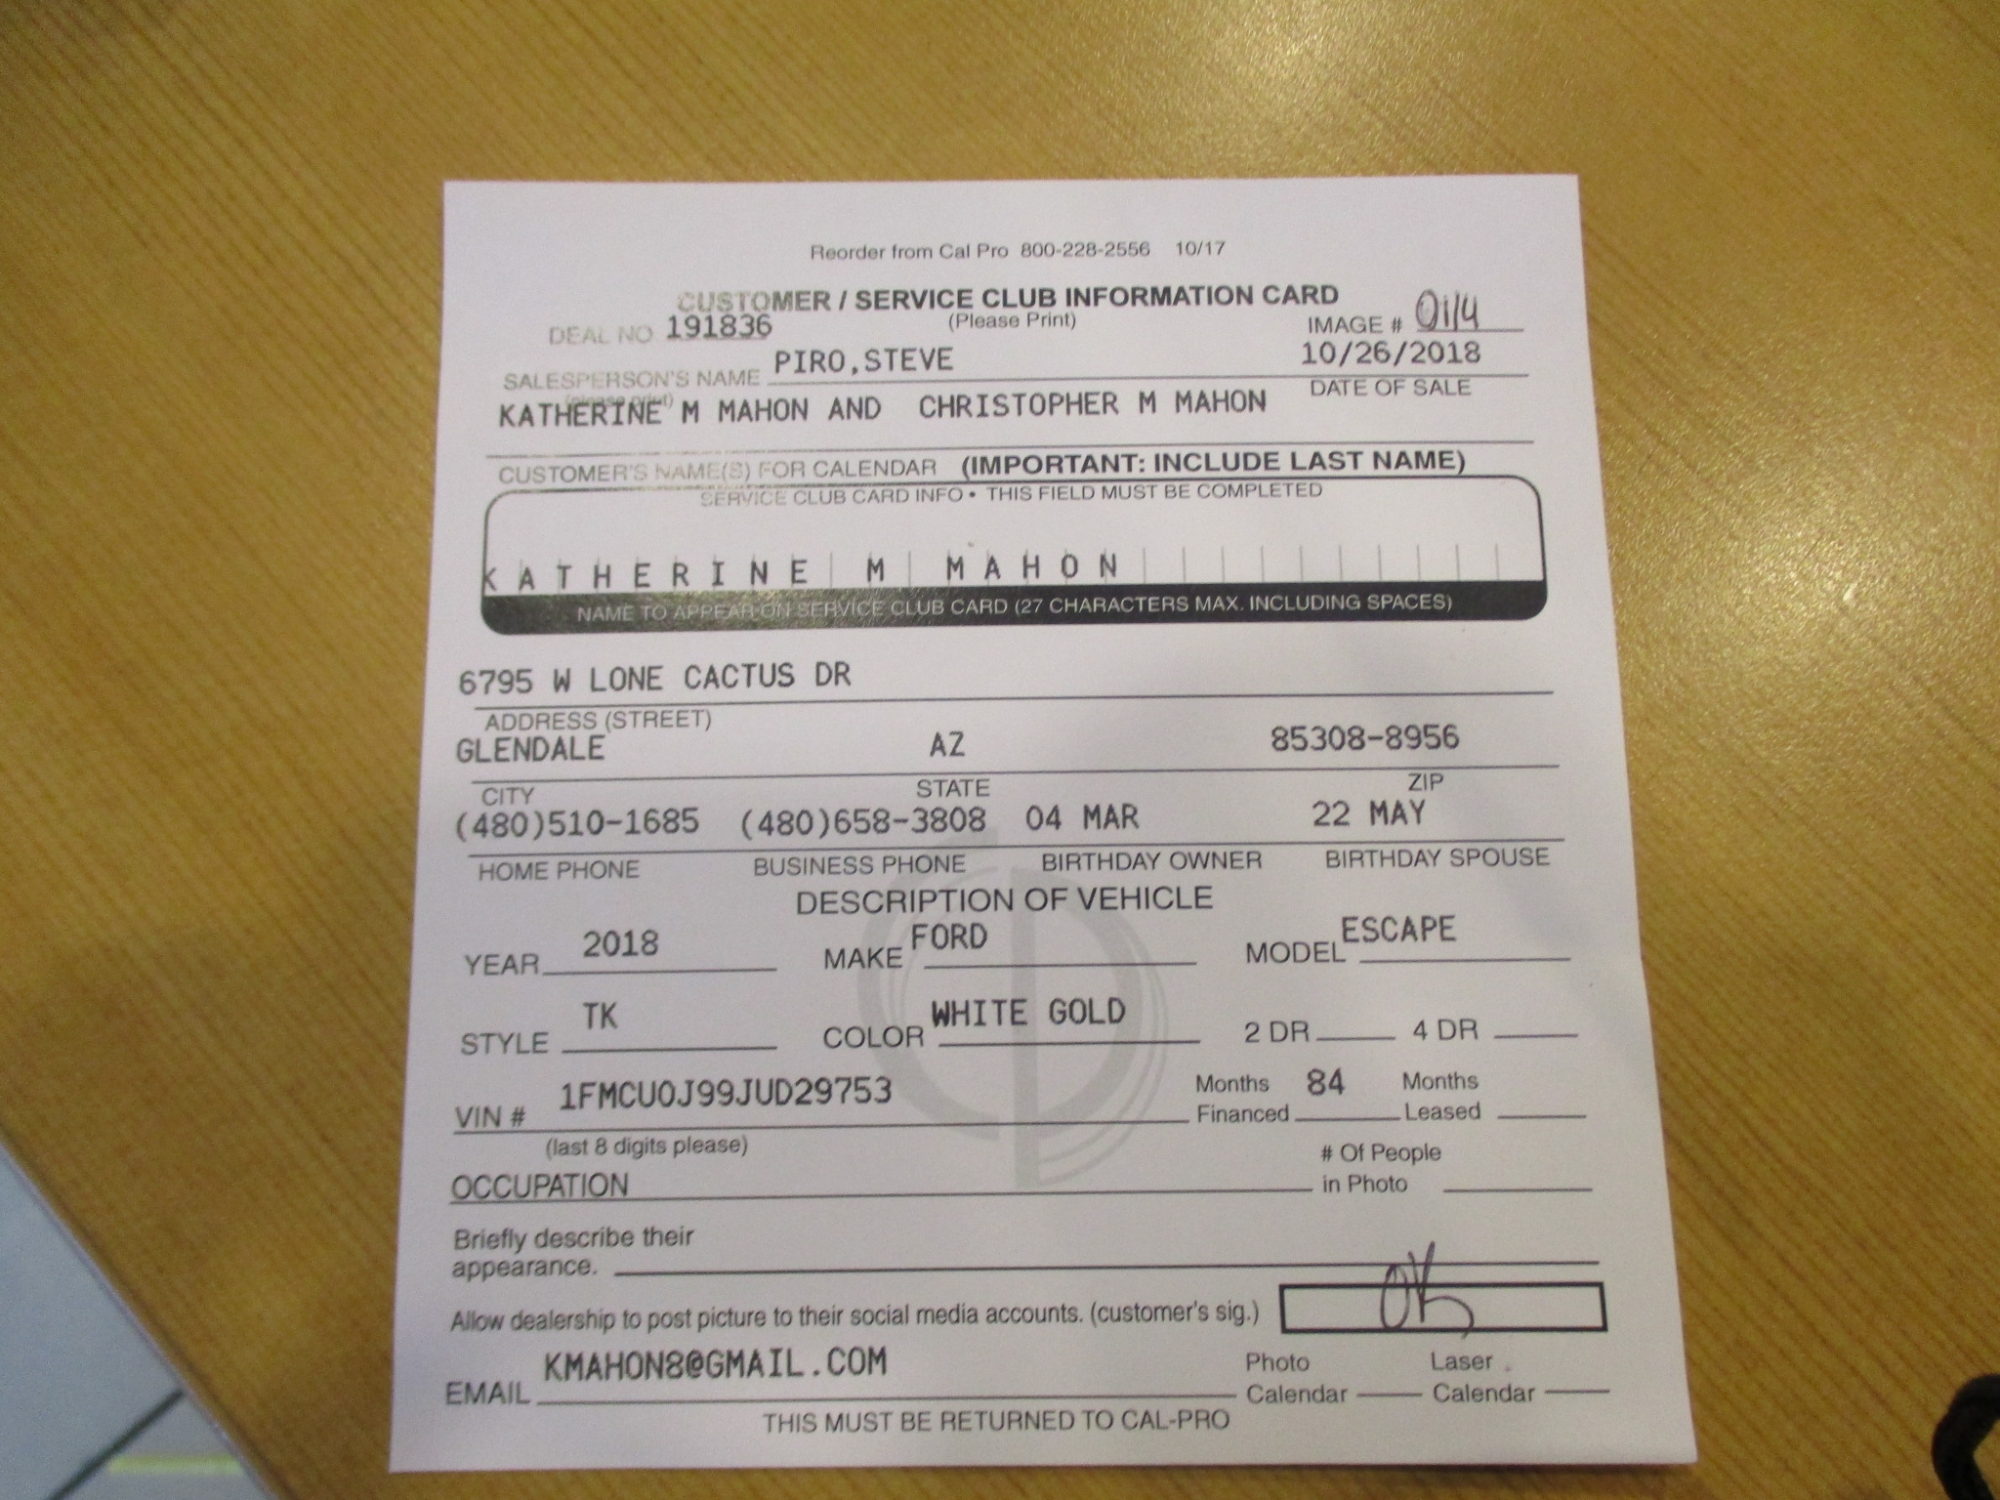 Reorder from Cal Pro 800-228-2556 10/17
CUSTOMER / SERVICE CLUB INFORMATION CARD
DEAL NO 191836 (Please Print) IMAGE # 0114
PIRO,STEVE 10/26/2018
SALESPERSON'S NAME DATE OF SALE
(please print)
KATHERINE M MAHON AND CHRISTOPHER M MAHON
CUSTOMER'S NAME(S) FOR CALENDAR (IMPORTANT: INCLUDE LAST NAME)
SERVICE CLUB CARD INFO • THIS FIELD MUST BE COMPLETED
KATHERINE M MAHON
NAME TO APPEAR ON SERVICE CLUB CARD (27 CHARACTERS MAX. INCLUDING SPACES)
6795 W LONE CACTUS DR
ADDRESS (STREET)
GLENDALE AZ 85308-8956
CITY STATE ZIP
(480)510-1685 (480)658-3808 04 MAR 22 MAY
HOME PHONE BUSINESS PHONE BIRTHDAY OWNER BIRTHDAY SPOUSE
DESCRIPTION OF VEHICLE
YEAR 2018 MAKE FORD MODEL ESCAPE
STYLE TK COLOR WHITE GOLD 2 DR 4 DR
VIN # 1FMCU0J99JUD29753 Months Financed 84 Months Leased
(last 8 digits please)
OCCUPATION # Of People in Photo
Briefly describe their
appearance.
Allow dealership to post picture to their social media accounts. (customer's sig.) OK
EMAIL KMAHON8@GMAIL.COM Photo Calendar Laser Calendar
THIS MUST BE RETURNED TO CAL-PRO